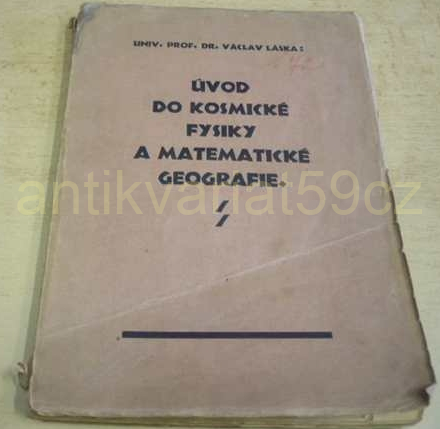 UNIV. PROF. DR. VÁCLAV LÁSKA:
ÚVOD
DO KOSMICKÉ
FYSIKY
A MATEMATICKÉ
GEOGRAFIE.
antikvariat59cz